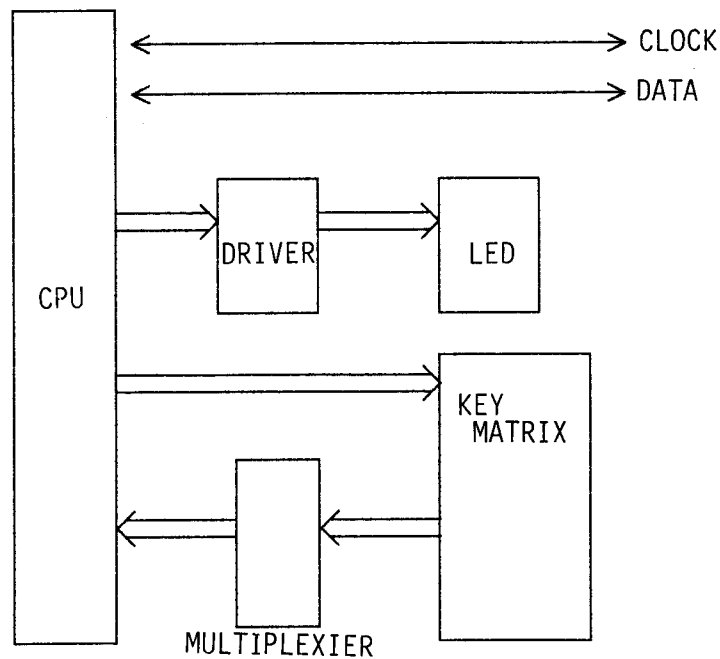 CLOCK
DATA
DRIVER
LED
CPU
KEY
MATRIX
MULTIPLEXIER